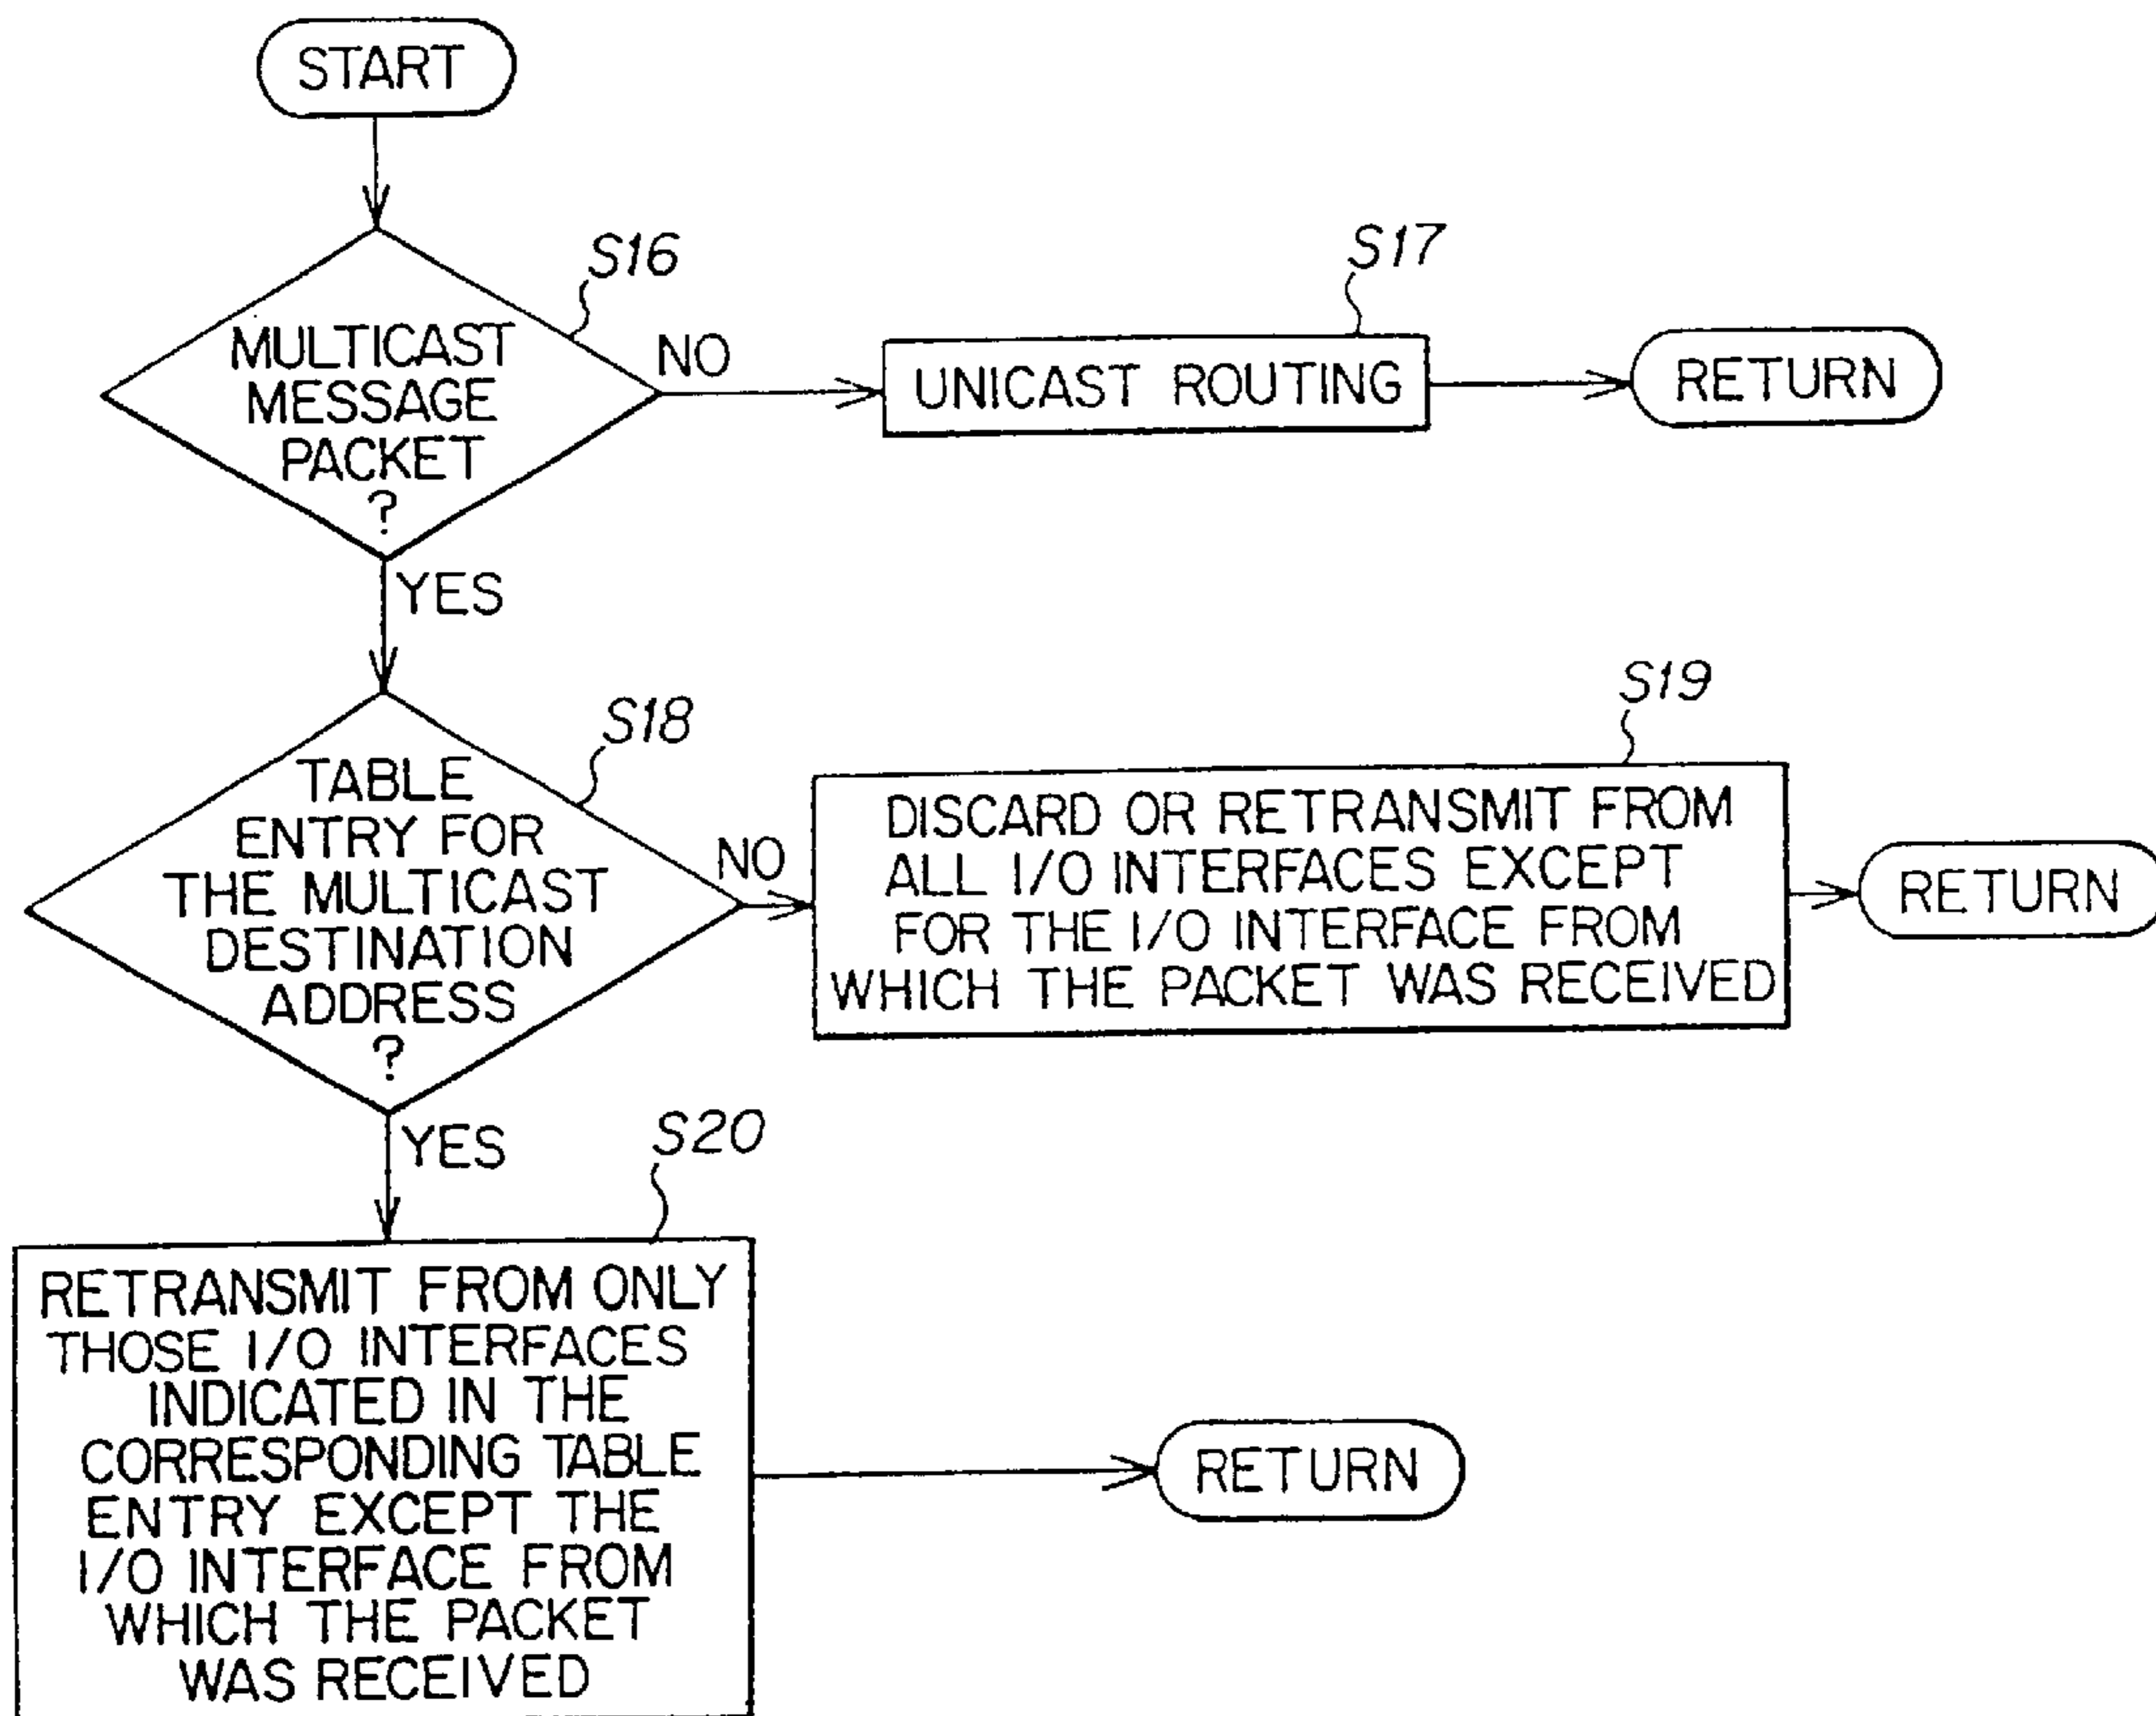 START
S16
MULTICAST
MESSAGE
PACKET
?
NO
S17
UNICAST ROUTING
RETURN
YES
S18
TABLE
ENTRY FOR
THE MULTICAST
DESTINATION
ADDRESS
?
NO
S19
DISCARD OR RETRANSMIT FROM
ALL I/O INTERFACES EXCEPT
FOR THE I/O INTERFACE FROM
WHICH THE PACKET WAS RECEIVED
RETURN
YES
S20
RETRANSMIT FROM ONLY
THOSE I/O INTERFACES
INDICATED IN THE
CORRESPONDING TABLE
ENTRY EXCEPT THE
I/O INTERFACE FROM
WHICH THE PACKET
WAS RECEIVED
RETURN